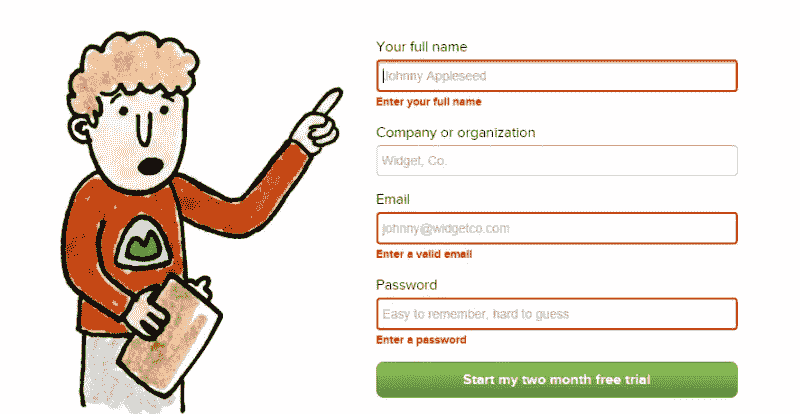 Your full name
Johnny Appleseed
Enter your full name
Company or organization
Widget, Co.
Email
johnny@widgetco.com
Enter a valid email
Password
Easy to remember, hard to guess
Enter a password
Start my two month free trial